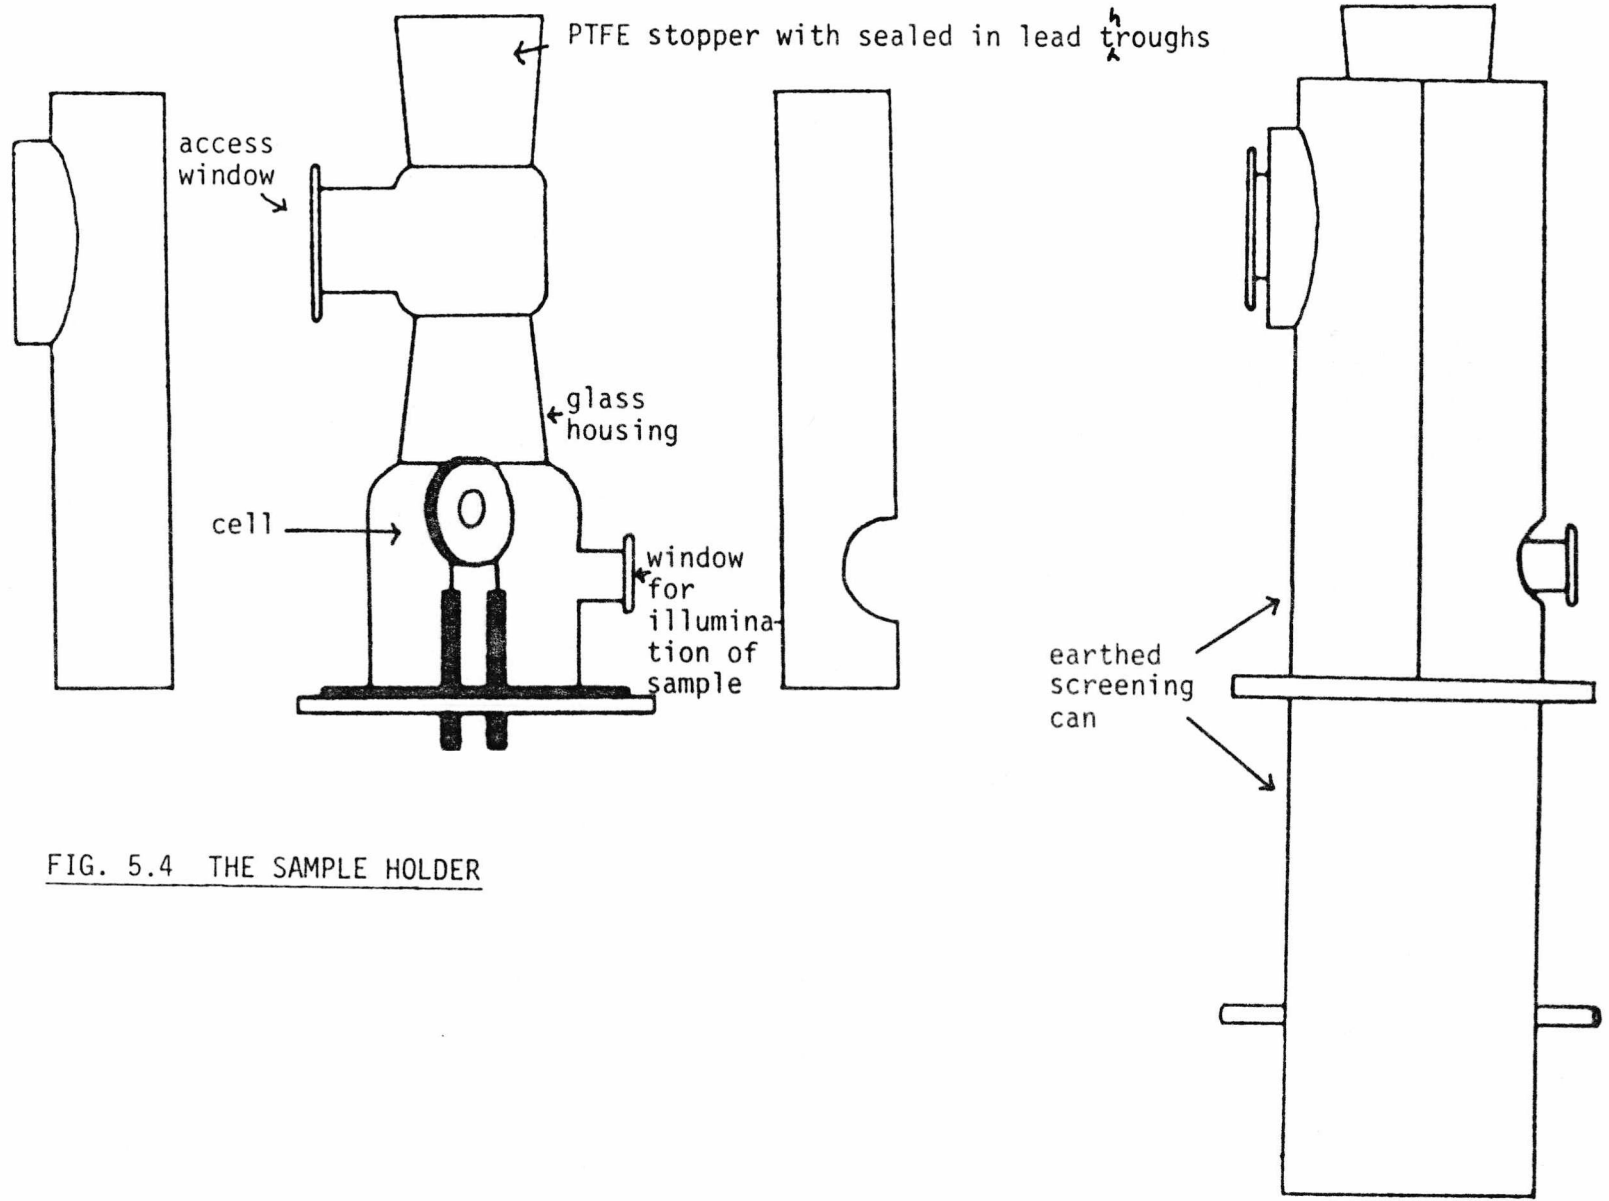 PTFE stopper with sealed in lead throughs
access
window
glass
housing
cell
window
for
illumina-
tion of
sample
earthed
screening
can
FIG. 5.4 THE SAMPLE HOLDER